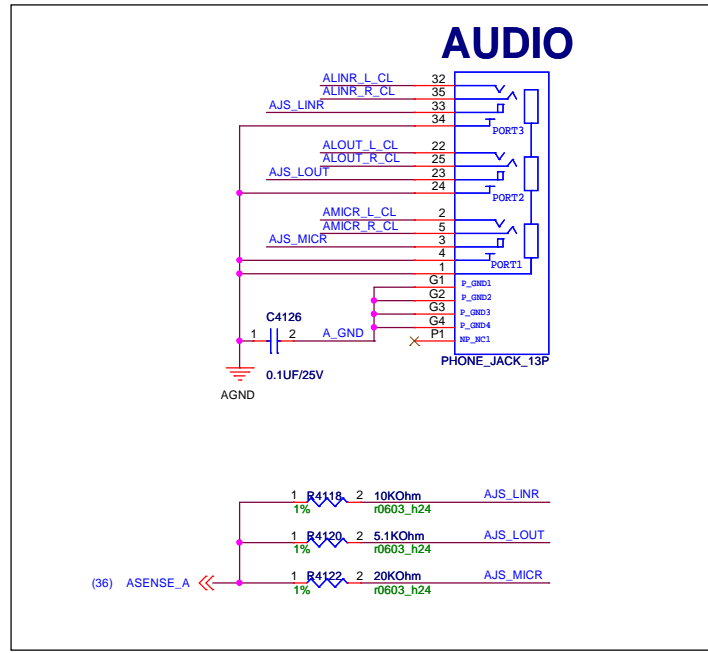 AUDIO
ALINR_L_CL 32
ALINR_R_CL 35
AJS_LINR 33
34
PORT3
ALOUT_L_CL 22
ALOUT_R_CL 25
AJS_LOUT 23
24
PORT2
AMICR_L_CL 2
AMICR_R_CL 5
AJS_MICR 3
4
PORT1
1
G1 P_GND1
G2 P_GND2
G3 P_GND3
G4 P_GND4
P1 NP_NC1
C4126
1 2 A_GND
0.1UF/25V
PHONE_JACK_13P
AGND
1 R4118 2 10KOhm AJS_LINR
1% r0603_h24
1 R4120 2 5.1KOhm AJS_LOUT
1% r0603_h24
(36) ASENSE_A
1 R4122 2 20KOhm AJS_MICR
1% r0603_h24